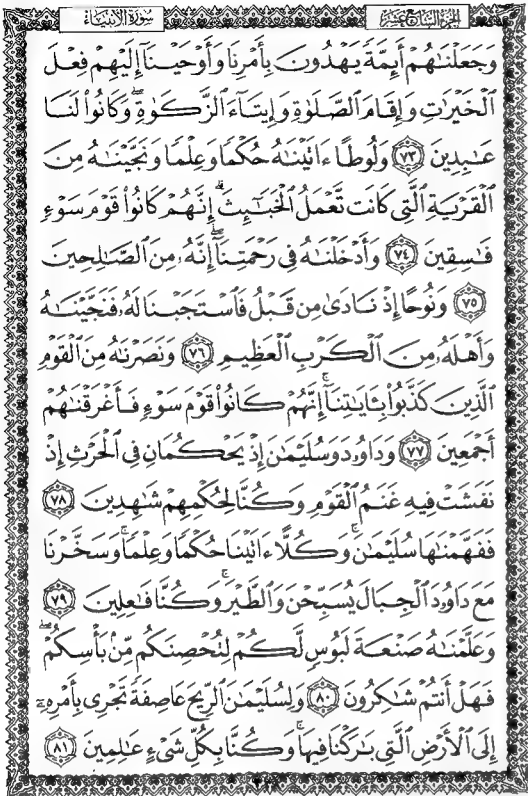 الجزء السابع عشر
سورة الأنبياء
وَجَعَلْنَٰهُمْ أَئِمَّةً يَهْدُونَ بِأَمْرِنَا وَأَوْحَيْنَآ إِلَيْهِمْ فِعْلَ
ٱلْخَيْرَٰتِ وَإِقَامَ ٱلصَّلَوٰةِ وَإِيتَآءَ ٱلزَّكَوٰةِۖ وَكَانُوا۟ لَنَا
عَٰبِدِينَ ٧٣ وَلُوطًا ءَاتَيْنَٰهُ حُكْمًا وَعِلْمًا وَنَجَّيْنَٰهُ مِنَ
ٱلْقَرْيَةِ ٱلَّتِى كَانَت تَّعْمَلُ ٱلْخَبَٰٓئِثَۗ إِنَّهُمْ كَانُوا۟ قَوْمَ سَوْءٍ
فَٰسِقِينَ ٧٤ وَأَدْخَلْنَٰهُ فِى رَحْمَتِنَآۖ إِنَّهُۥ مِنَ ٱلصَّٰلِحِينَ
٧٥ وَنُوحًا إِذْ نَادَىٰ مِن قَبْلُ فَٱسْتَجَبْنَا لَهُۥ فَنَجَّيْنَٰهُ
وَأَهْلَهُۥ مِنَ ٱلْكَرْبِ ٱلْعَظِيمِ ٧٦ وَنَصَرْنَٰهُ مِنَ ٱلْقَوْمِ
ٱلَّذِينَ كَذَّبُوا۟ بِـَٔايَٰتِنَآۚ إِنَّهُمْ كَانُوا۟ قَوْمَ سَوْءٍ فَأَغْرَقْنَٰهُمْ
أَجْمَعِينَ ٧٧ وَدَاوُۥدَ وَسُلَيْمَٰنَ إِذْ يَحْكُمَانِ فِى ٱلْحَرْثِ إِذْ
نَفَشَتْ فِيهِ غَنَمُ ٱلْقَوْمِ وَكُنَّا لِحُكْمِهِمْ شَٰهِدِينَ ٧٨
فَفَهَّمْنَٰهَا سُلَيْمَٰنَۚ وَكُلًّا ءَاتَيْنَا حُكْمًا وَعِلْمًاۚ وَسَخَّرْنَا
مَعَ دَاوُۥدَ ٱلْجِبَالَ يُسَبِّحْنَ وَٱلطَّيْرَۚ وَكُنَّا فَٰعِلِينَ ٧٩
وَعَلَّمْنَٰهُ صَنْعَةَ لَبُوسٍ لَّكُمْ لِتُحْصِنَكُم مِّنۢ بَأْسِكُمْۖ
فَهَلْ أَنتُمْ شَٰكِرُونَ ٨٠ وَلِسُلَيْمَٰنَ ٱلرِّيحَ عَاصِفَةً تَجْرِى بِأَمْرِهِۦٓ
إِلَى ٱلْأَرْضِ ٱلَّتِى بَٰرَكْنَا فِيهَاۚ وَكُنَّا بِكُلِّ شَىْءٍ عَٰلِمِينَ ٨١